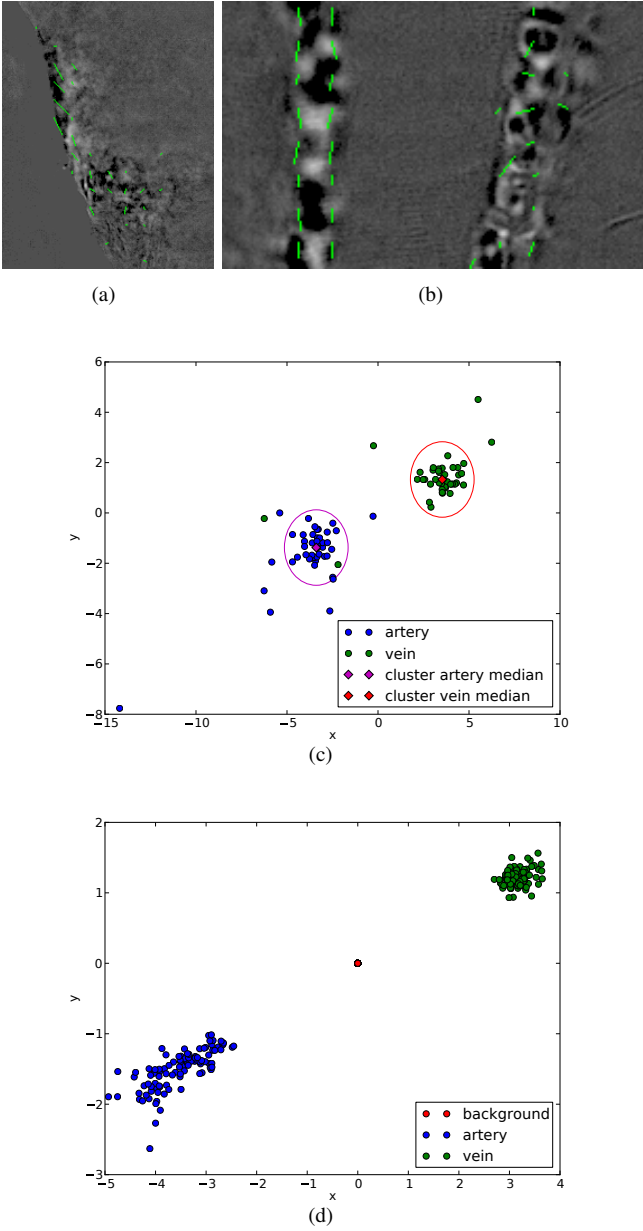 (a) (b)
6
4
2
0
−2
−4
−6
−8
y
−15 −10 −5 0 5 10
x
artery
vein
cluster artery median
cluster vein median
(c)
2
1
0
−1
−2
−3
y
−5 −4 −3 −2 −1 0 1 2 3 4
x
background
artery
vein
(d)